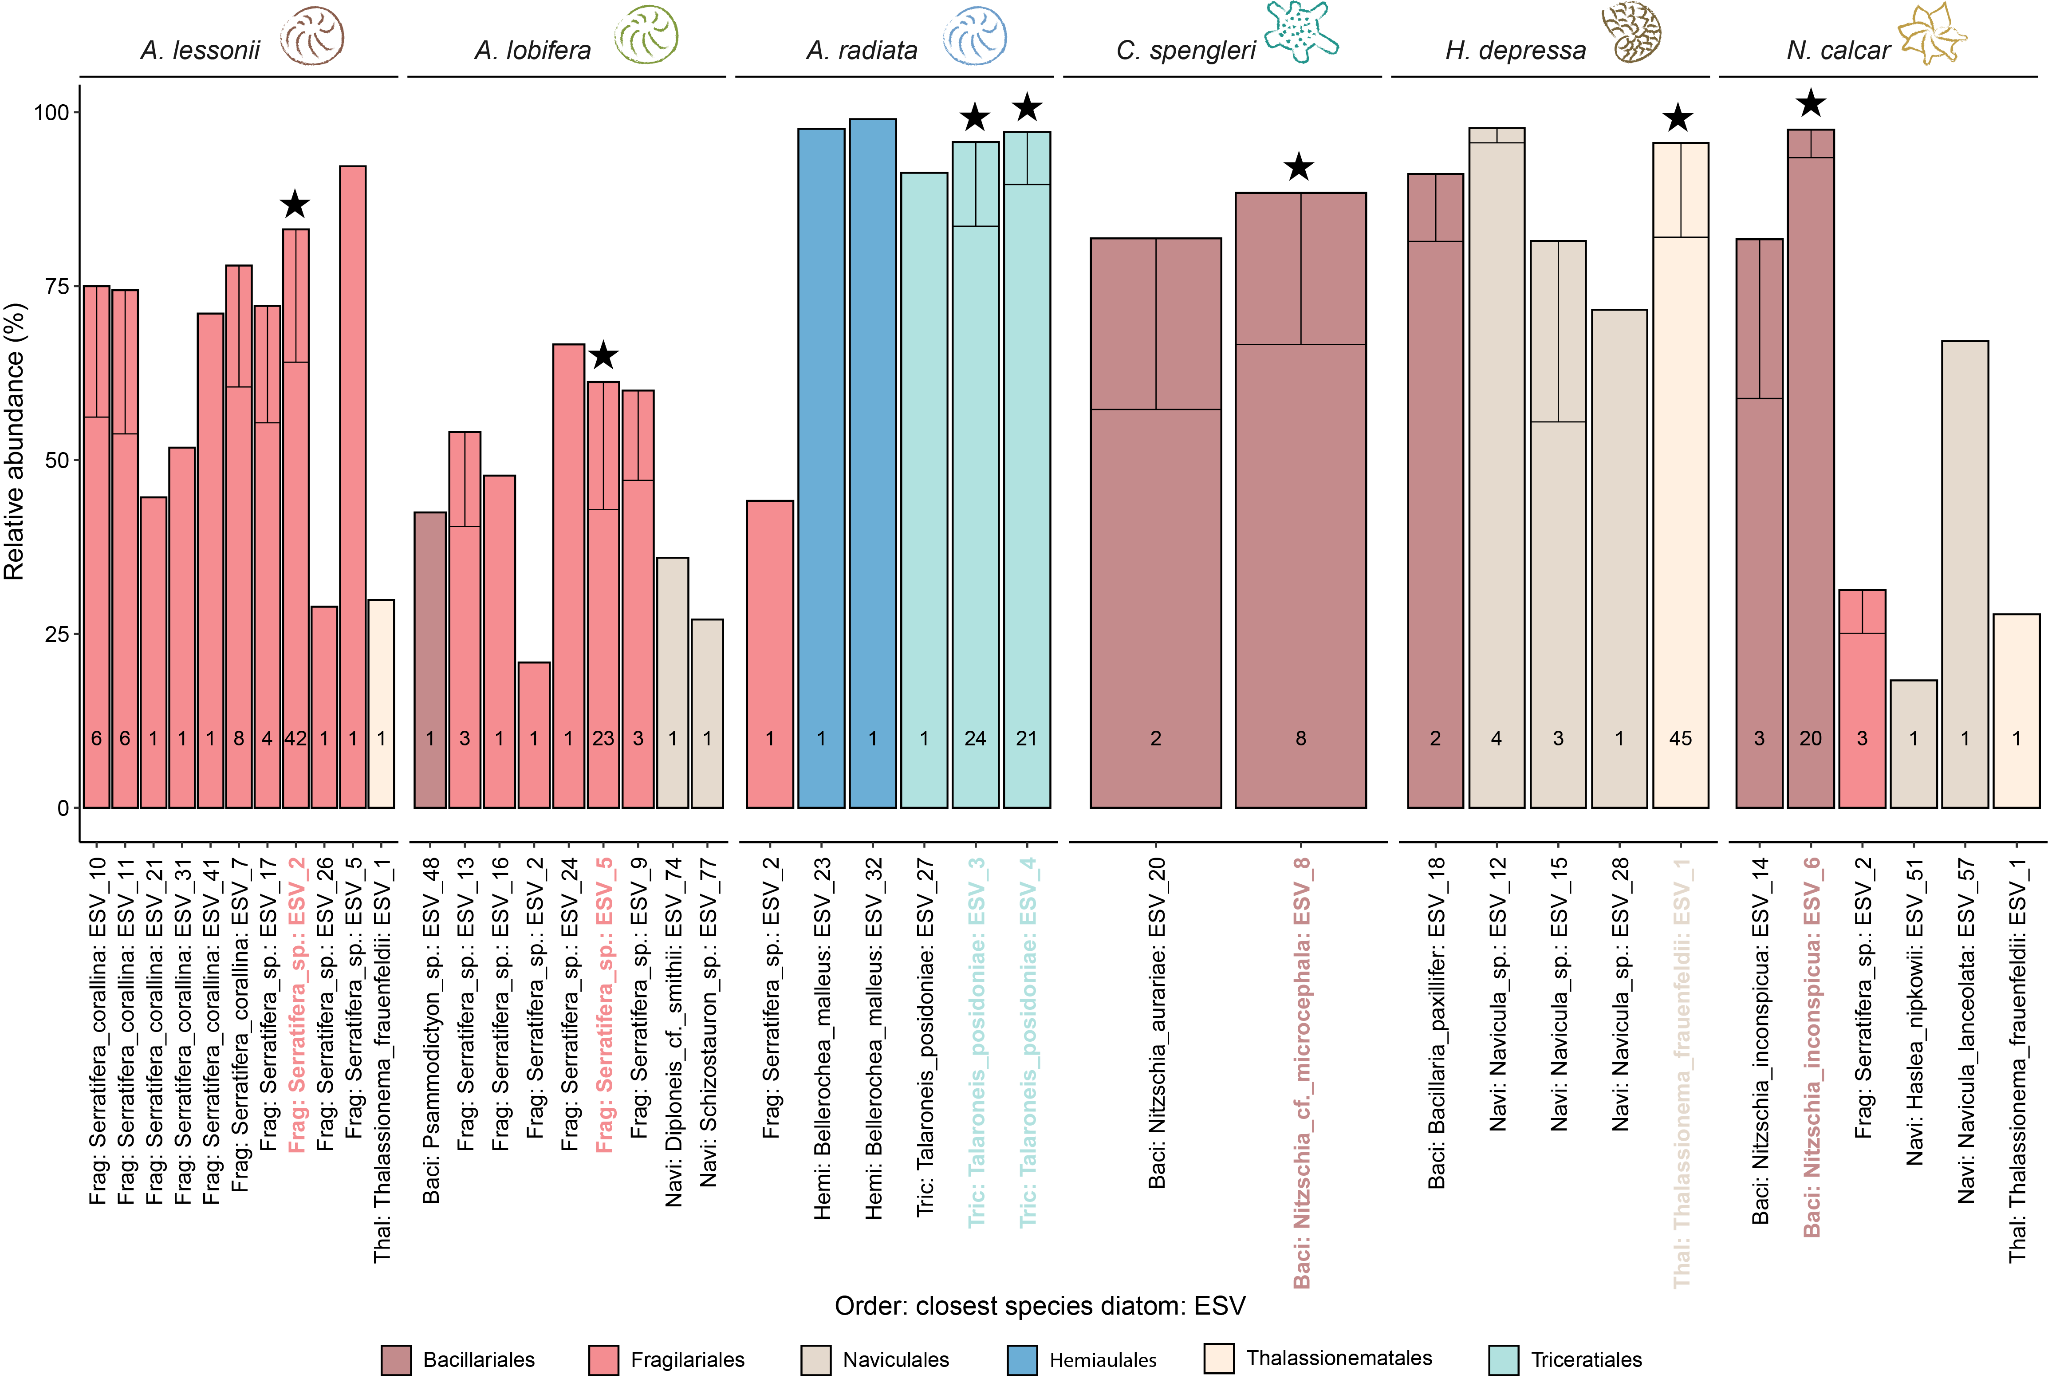 A. lessonii
A. lobifera
A. radiata
C. spengleri
H. depressa
N. calcar
Relative abundance (%)
100
75
50
25
0
6
6
1
1
1
8
4
42
1
1
1
1
3
1
1
1
23
3
1
1
1
1
1
1
24
21
2
8
2
4
3
1
45
3
20
3
1
1
1
Frag: Serratifera_corallina: ESV_10
Frag: Serratifera_corallina: ESV_11
Frag: Serratifera_corallina: ESV_21
Frag: Serratifera_corallina: ESV_31
Frag: Serratifera_corallina: ESV_41
Frag: Serratifera_corallina: ESV_7
Frag: Serratifera_sp.: ESV_17
Frag: Serratifera_sp.: ESV_2
Frag: Serratifera_sp.: ESV_26
Frag: Serratifera_sp.: ESV_5
Thal: Thalassionema_frauenfeldii: ESV_1
Baci: Psammodictyon_sp.: ESV_48
Frag: Serratifera_sp.: ESV_13
Frag: Serratifera_sp.: ESV_16
Frag: Serratifera_sp.: ESV_2
Frag: Serratifera_sp.: ESV_24
Frag: Serratifera_sp.: ESV_5
Frag: Serratifera_sp.: ESV_9
Navi: Diploneis_cf._smithii: ESV_74
Navi: Schizostauron_sp.: ESV_77
Frag: Serratifera_sp.: ESV_2
Hemi: Bellerochea_malleus: ESV_23
Hemi: Bellerochea_malleus: ESV_32
Tric: Talaroneis_posidoniae: ESV_27
Tric: Talaroneis_posidoniae: ESV_3
Tric: Talaroneis_posidoniae: ESV_4
Baci: Nitzschia_aurariae: ESV_20
Baci: Nitzschia_cf._microcephala: ESV_8
Baci: Bacillaria_paxillifer: ESV_18
Navi: Navicula_sp.: ESV_12
Navi: Navicula_sp.: ESV_15
Navi: Navicula_sp.: ESV_28
Thal: Thalassionema_frauenfeldii: ESV_1
Baci: Nitzschia_inconspicua: ESV_14
Baci: Nitzschia_inconspicua: ESV_6
Frag: Serratifera_sp.: ESV_2
Navi: Haslea_nipkowii: ESV_51
Navi: Navicula_lanceolata: ESV_57
Thal: Thalassionema_frauenfeldii: ESV_11
Order: closest species diatom: ESV
Bacillariales
Fragilariales
Naviculales
Hemiaulales
Thalassionematales
Triceratiales